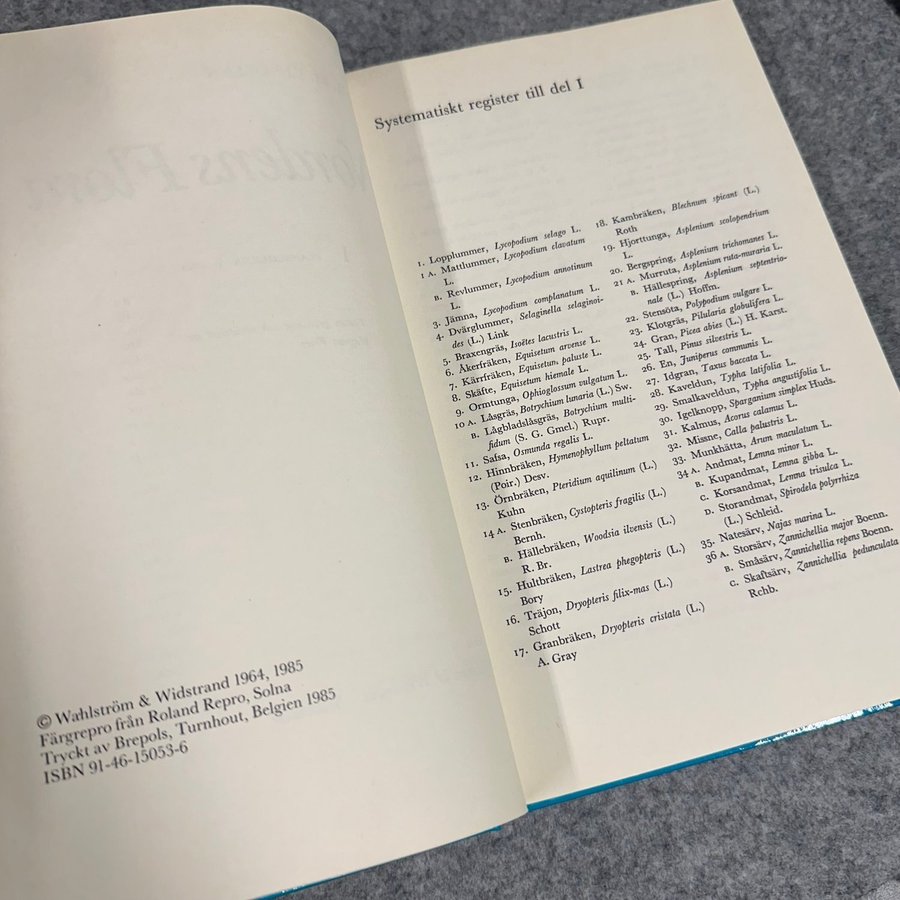 © Wahlström & Widstrand 1964, 1985
Färgrepro från Roland Repro, Solna
Tryckt av Brepols, Turnhout, Belgien 1985
ISBN 91-46-15053-6
Systematiskt register till del I
1. Lopplummer, Lycopodium selago L.
1 A. Mattlummer, Lycopodium clavatum
L.
B. Revlummer, Lycopodium annotinum
L.
3. Jämna, Lycopodium complanatum L.
4. Dvärglummer, Selaginella selaginoi-
des (L.) Link
5. Braxengräs, Isoëtes lacustris L.
6. Åkerfräken, Equisetum arvense L.
7. Kärrfräken, Equisetum paluste L.
8. Skäfte, Equisetum hiemale L.
9. Ormtunga, Ophioglossum vulgatum L.
10 A. Låsgräs, Botrychium lunaria (L.) Sw.
B. Lågbladslåsgräs, Botrychium multi-
fidum (S. G. Gmel.) Rupr.
11. Safsa, Osmunda regalis L.
12. Hinnbräken, Hymenophyllum peltatum
(Poir.) Desv.
13. Örnbräken, Pteridium aquilinum (L.)
Kuhn
14 A. Stenbräken, Cystopteris fragilis (L.)
Bernh.
B. Hällebräken, Woodsia ilvensis (L.)
R. Br.
15. Hultbräken, Lastrea phegopteris (L.)
Bory
16. Träjon, Dryopteris filix-mas (L.)
Schott
17. Granbräken, Dryopteris cristata (L.)
A. Gray
18. Kambräken, Blechnum spicant (L.)
Roth
19. Hjorttunga, Asplenium scolopendrium
L.
20. Bergspring, Asplenium trichomanes L.
21 A. Murruta, Asplenium ruta-muraria L.
B. Hällespring, Asplenium septentrio-
nale (L.) Hoffm.
22. Stensöta, Polypodium vulgare L.
23. Klotgräs, Pilularia globulifera L.
24. Gran, Picea abies (L.) H. Karst.
25. Tall, Pinus silvestris L.
26. En, Juniperus communis L.
27. Idgran, Taxus baccata L.
28. Kaveldun, Typha latifolia L.
29. Smalkaveldun, Typha angustifolia L.
30. Igelknopp, Sparganium simplex Huds.
31. Kalmus, Acorus calamus L.
32. Missne, Calla palustris L.
33. Munkhätta, Arum maculatum L.
34 A. Andmat, Lemna minor L.
B. Kupandmat, Lemna gibba L.
C. Korsandmat, Lemna trisulca L.
D. Storandmat, Spirodela polyrrhiza
(L.) Schleid.
35. Natesärv, Najas marina L.
36 A. Storsärv, Zannichellia major Boenn.
B. Småsärv, Zannichellia repens Boenn.
C. Skaftsärv, Zannichellia pedunculata
Rchb.